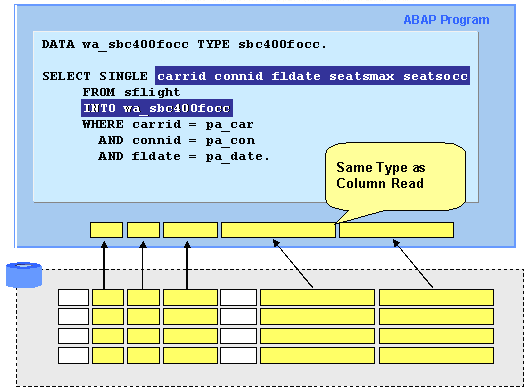 ABAP Program
DATA wa_sbc400focc TYPE sbc400focc.
SELECT SINGLE carrid connid fldate seatsmax seatsocc
FROM sflight
INTO wa_sbc400focc
WHERE carrid = pa_car
AND connid = pa_con
AND fldate = pa_date.
Same Type as
Column Read